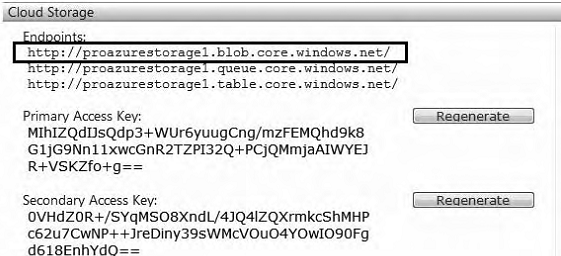 Cloud Storage
Endpoints:
http://proazurestorage1.blob.core.windows.net/
http://proazurestorage1.queue.core.windows.net/
http://proazurestorage1.table.core.windows.net/
Primary Access Key:
Regenerate
MIhIZQdIJsQdp3+WUr6yuugCng/mzFEMQhd9k8
G1jG9Nn11xwcGnR2TZPI32Q+PCjQMmjaAIWYEJ
R+VSKZfo+g==
Secondary Access Key:
Regenerate
0VHdZ0R+/SYqMSO8XndL/4JQ4lZQXrmkcShMHP
c62u7CwNP++JreDiny39sWMcVOuO4YOwIO90Fg
d618EnhYdQ==